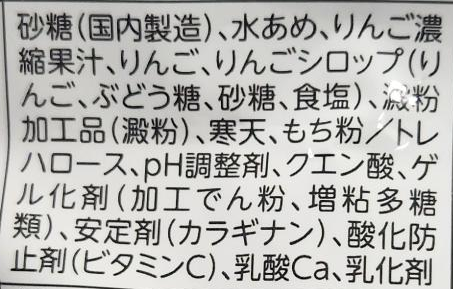 砂糖(国内製造)、水あめ、りんご濃
縮果汁、りんご、りんごシロップ(り
んご、ぶどう糖、砂糖、食塩)、澱粉
加工品(澱粉)、寒天、もち粉／トレ
ハロース、pH調整剤、クエン酸、ゲ
ル化剤(加工でん粉、増粘多糖
類)、安定剤(カラギナン)、酸化防
止剤(ビタミンC)、乳酸Ca、乳化剤